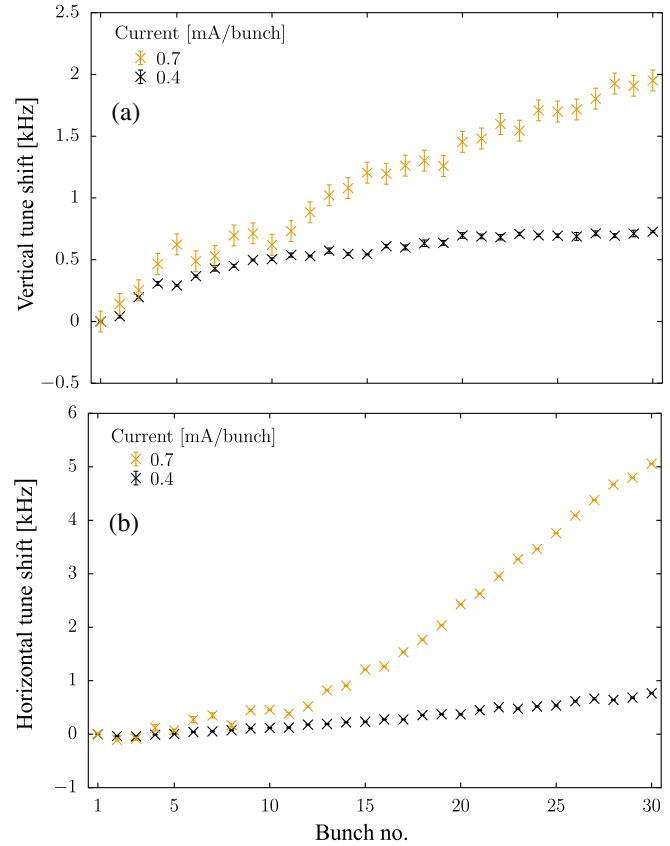 Current [mA/bunch]
0.7
0.4
(a)
2
1.5
1
0.5
0
−0.5
Vertical tune shift [kHz]
Current [mA/bunch]
0.7
0.4
(b)
6
5
4
3
2
1
0
−1
Horizontal tune shift [kHz]
1 5 10 15 20 25 30
Bunch no.